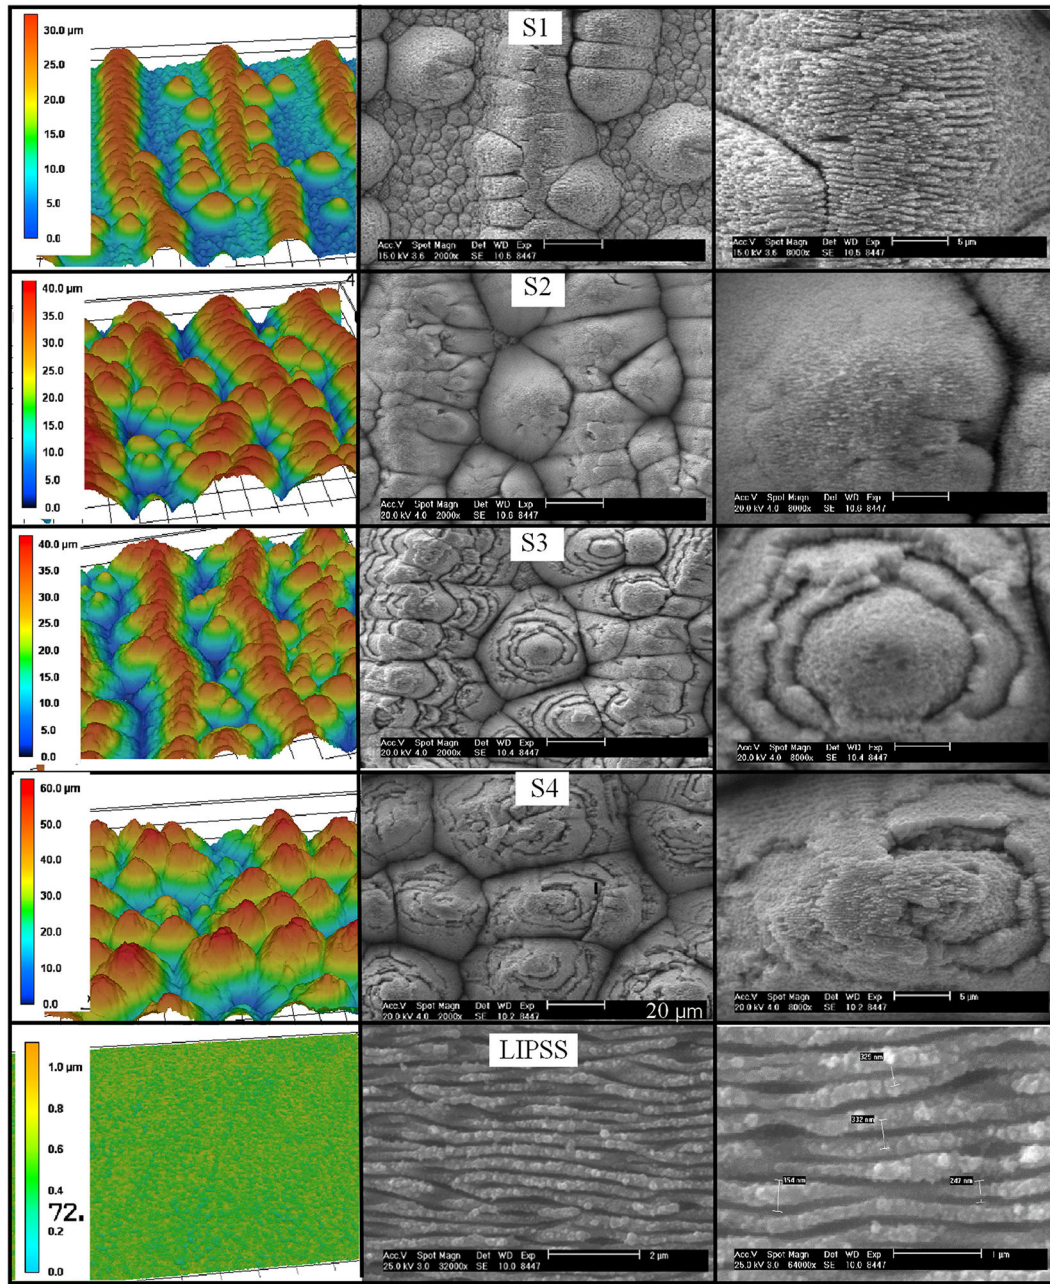 30.0 µm
25.0
20.0
15.0
10.0
5.0
0.0
S1
Acc.V Spot Magn Det WD Exp
15.0 kV 3.6 2000x SE 10.5 8447
Acc.V Spot Magn Det WD Exp 5 µm
15.0 kV 3.6 8000x SE 10.5 8447
40.0 µm
35.0
30.0
25.0
20.0
15.0
10.0
5.0
0.0
4
S2
Acc.V Spot Magn Det WD Exp
20.0 kV 4.0 2000x SE 10.6 8447
Acc.V Spot Magn Det WD Exp
20.0 kV 4.0 8000x SE 10.6 8447
40.0 µm
35.0
30.0
25.0
20.0
15.0
10.0
5.0
0.0
S3
Acc.V Spot Magn Det WD Exp
20.0 kV 4.0 2000x SE 10.4 8447
Acc.V Spot Magn Det WD Exp
20.0 kV 4.0 8000x SE 10.4 8447
60.0 µm
50.0
40.0
30.0
20.0
10.0
0.0
S4
20 µm
Acc.V Spot Magn Det WD Exp
20.0 kV 4.0 2000x SE 10.2 8447
Acc.V Spot Magn Det WD Exp 5 µm
20.0 kV 4.0 8000x SE 10.2 8447
1.0 µm
0.8
0.6
0.4
72.
0.2
0.0
LIPSS
Acc.V Spot Magn Det WD Exp 2 µm
25.0 kV 3.0 32000x SE 10.0 8447
325 nm
332 nm
354 nm
247 nm
Acc.V Spot Magn Det WD Exp 1 µm
25.0 kV 3.0 64000x SE 10.0 8447